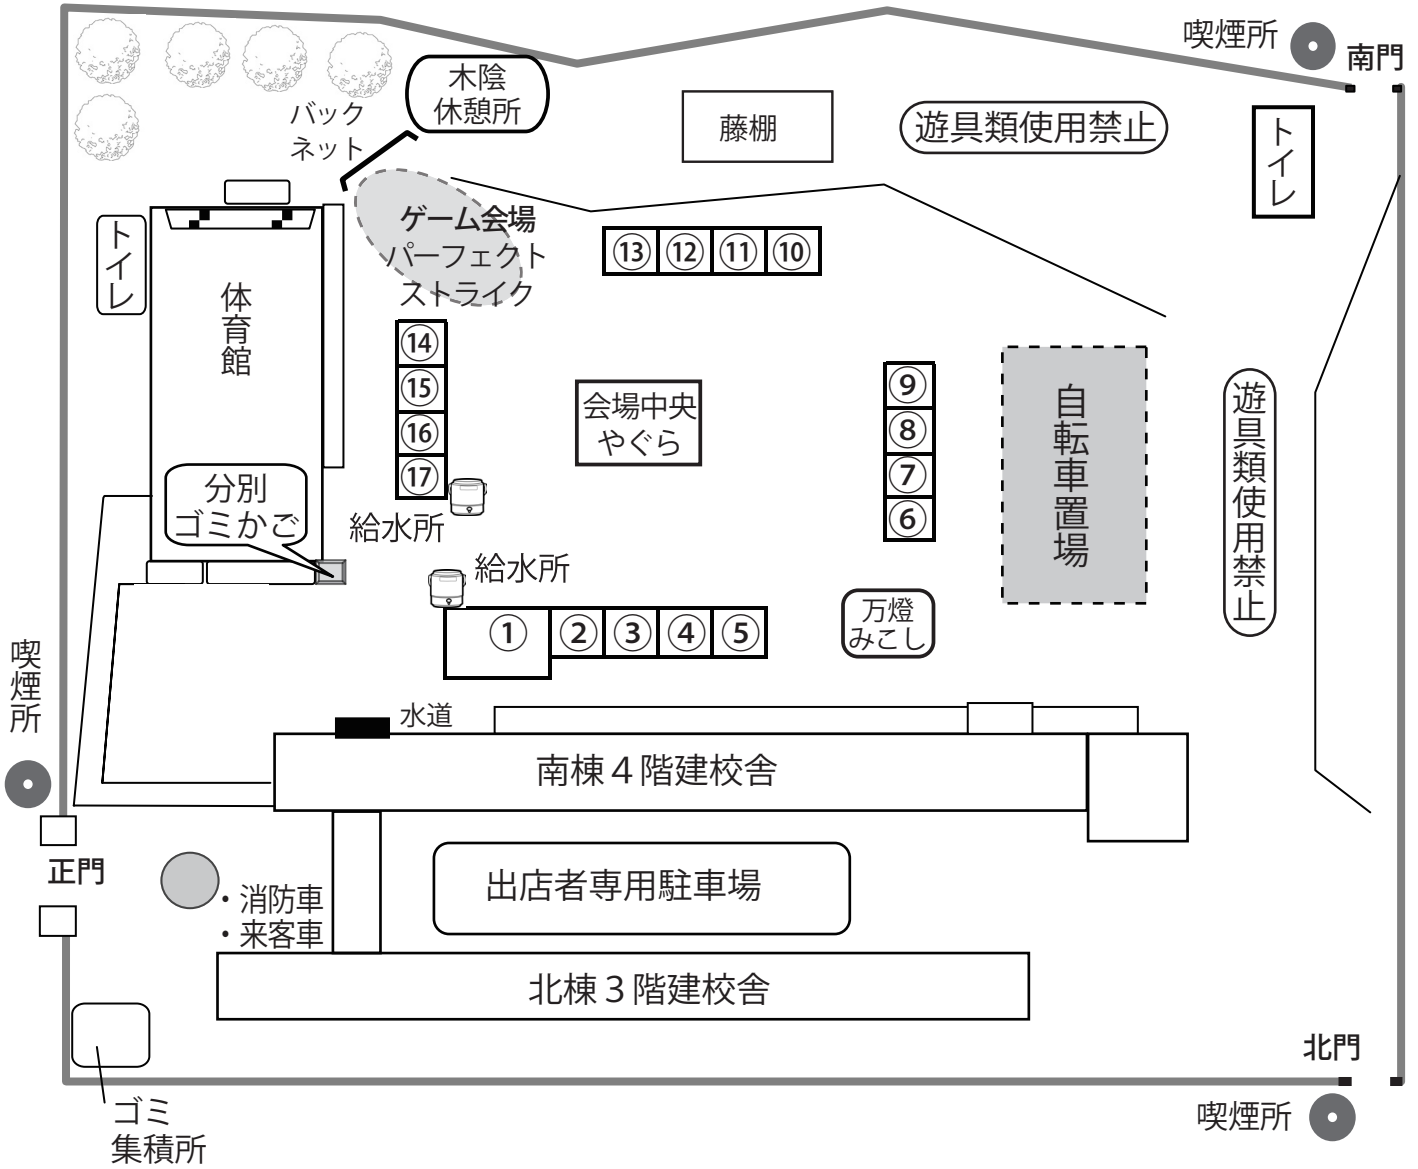 喫煙所
南門
木陰
休憩所
バック
ネット
藤棚
遊具類使用禁止
トイレ
トイレ
ゲーム会場
パーフェクト
ストライク
⑬ ⑫ ⑪ ⑩
体育館
⑭
⑮
⑯
⑰
会場中央
やぐら
⑨
⑧
⑦
⑥
自転車置場
遊具類使用禁止
分別
ゴミかご
給水所
給水所
① ② ③ ④ ⑤
万燈
みこし
喫煙所
水道
南棟４階建校舎
正門
・消防車
・来客車
出店者専用駐車場
北棟３階建校舎
北門
喫煙所
ゴミ
集積所